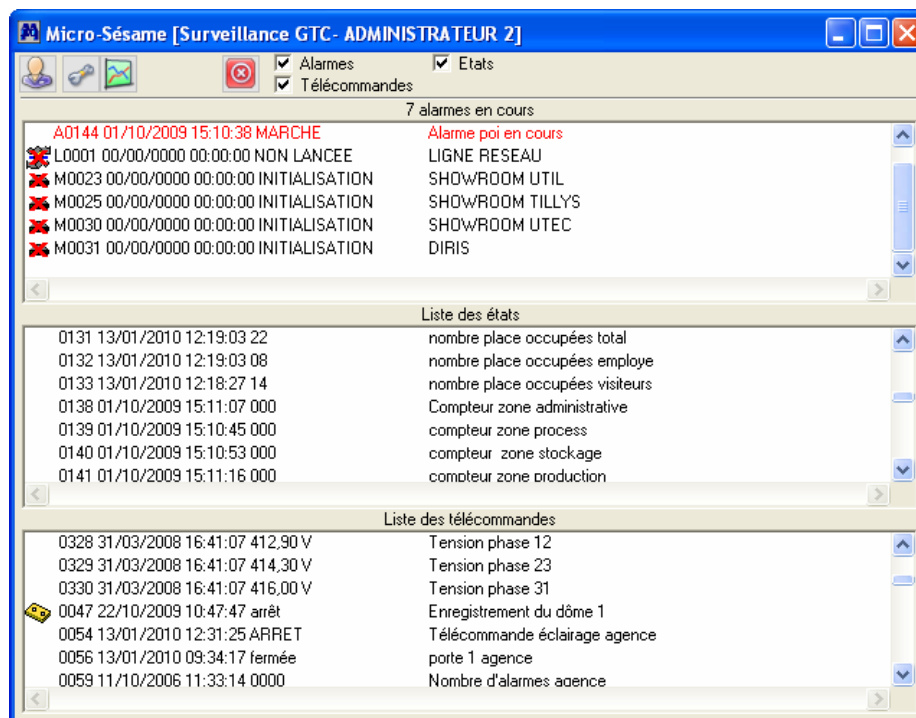 Micro-Sésame [Surveillance GTC- ADMINISTRATEUR 2]
Alarmes Etats
Télécommandes
7 alarmes en cours
A0144 01/10/2009 15:10:38 MARCHE Alarme poi en cours
L0001 00/00/0000 00:00:00 NON LANCEE LIGNE RESEAU
M0023 00/00/0000 00:00:00 INITIALISATION SHOWROOM UTIL
M0025 00/00/0000 00:00:00 INITIALISATION SHOWROOM TILLYS
M0030 00/00/0000 00:00:00 INITIALISATION SHOWROOM UTEC
M0031 00/00/0000 00:00:00 INITIALISATION DIRIS
Liste des états
0131 13/01/2010 12:19:03 22 nombre place occupées total
0132 13/01/2010 12:19:03 08 nombre place occupées employe
0133 13/01/2010 12:18:27 14 nombre place occupées visiteurs
0138 01/10/2009 15:11:07 000 Compteur zone administrative
0139 01/10/2009 15:10:45 000 compteur zone process
0140 01/10/2009 15:10:53 000 compteur zone stockage
0141 01/10/2009 15:11:16 000 compteur zone production
Liste des télécommandes
0328 31/03/2008 16:41:07 412,90 V Tension phase 12
0329 31/03/2008 16:41:07 414,30 V Tension phase 23
0330 31/03/2008 16:41:07 416,00 V Tension phase 31
0047 22/10/2009 10:47:47 arrêt Enregistrement du dôme 1
0054 13/01/2010 12:31:25 ARRET Télécommande éclairage agence
0056 13/01/2010 09:34:17 fermée porte 1 agence
0059 11/10/2006 11:33:14 0000 Nombre d'alarmes agence